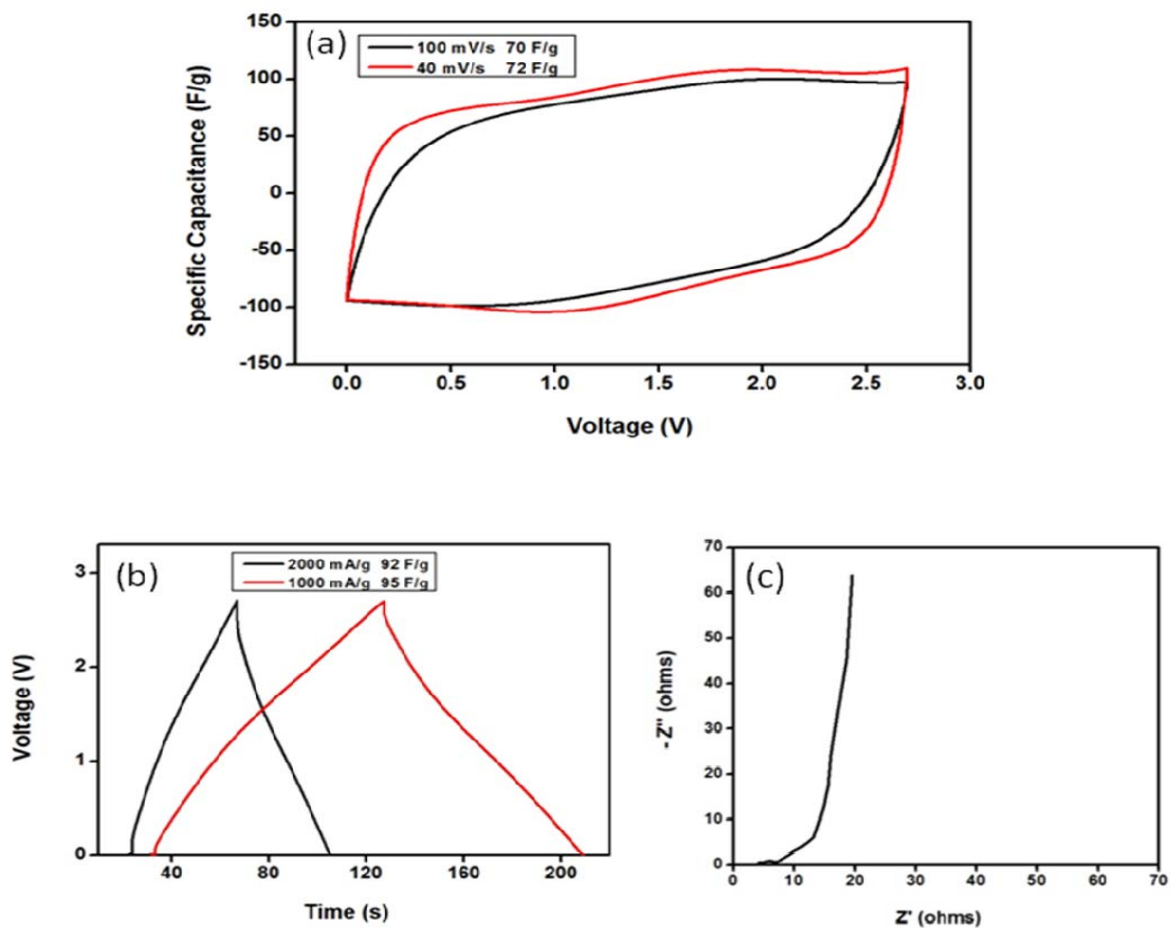 (a)
100 mV/s 70 F/g
40 mV/s 72 F/g
150
100
50
0
-50
-100
-150
Specific Capacitance (F/g)
0.0 0.5 1.0 1.5 2.0 2.5 3.0
Voltage (V)
(b)
2000 mA/g 92 F/g
1000 mA/g 95 F/g
3
2
1
0
Voltage (V)
40 80 120 160 200
Time (s)
(c)
70
60
50
40
30
20
10
0
- Z'' (ohms)
0 10 20 30 40 50 60 70
Z' (ohms)